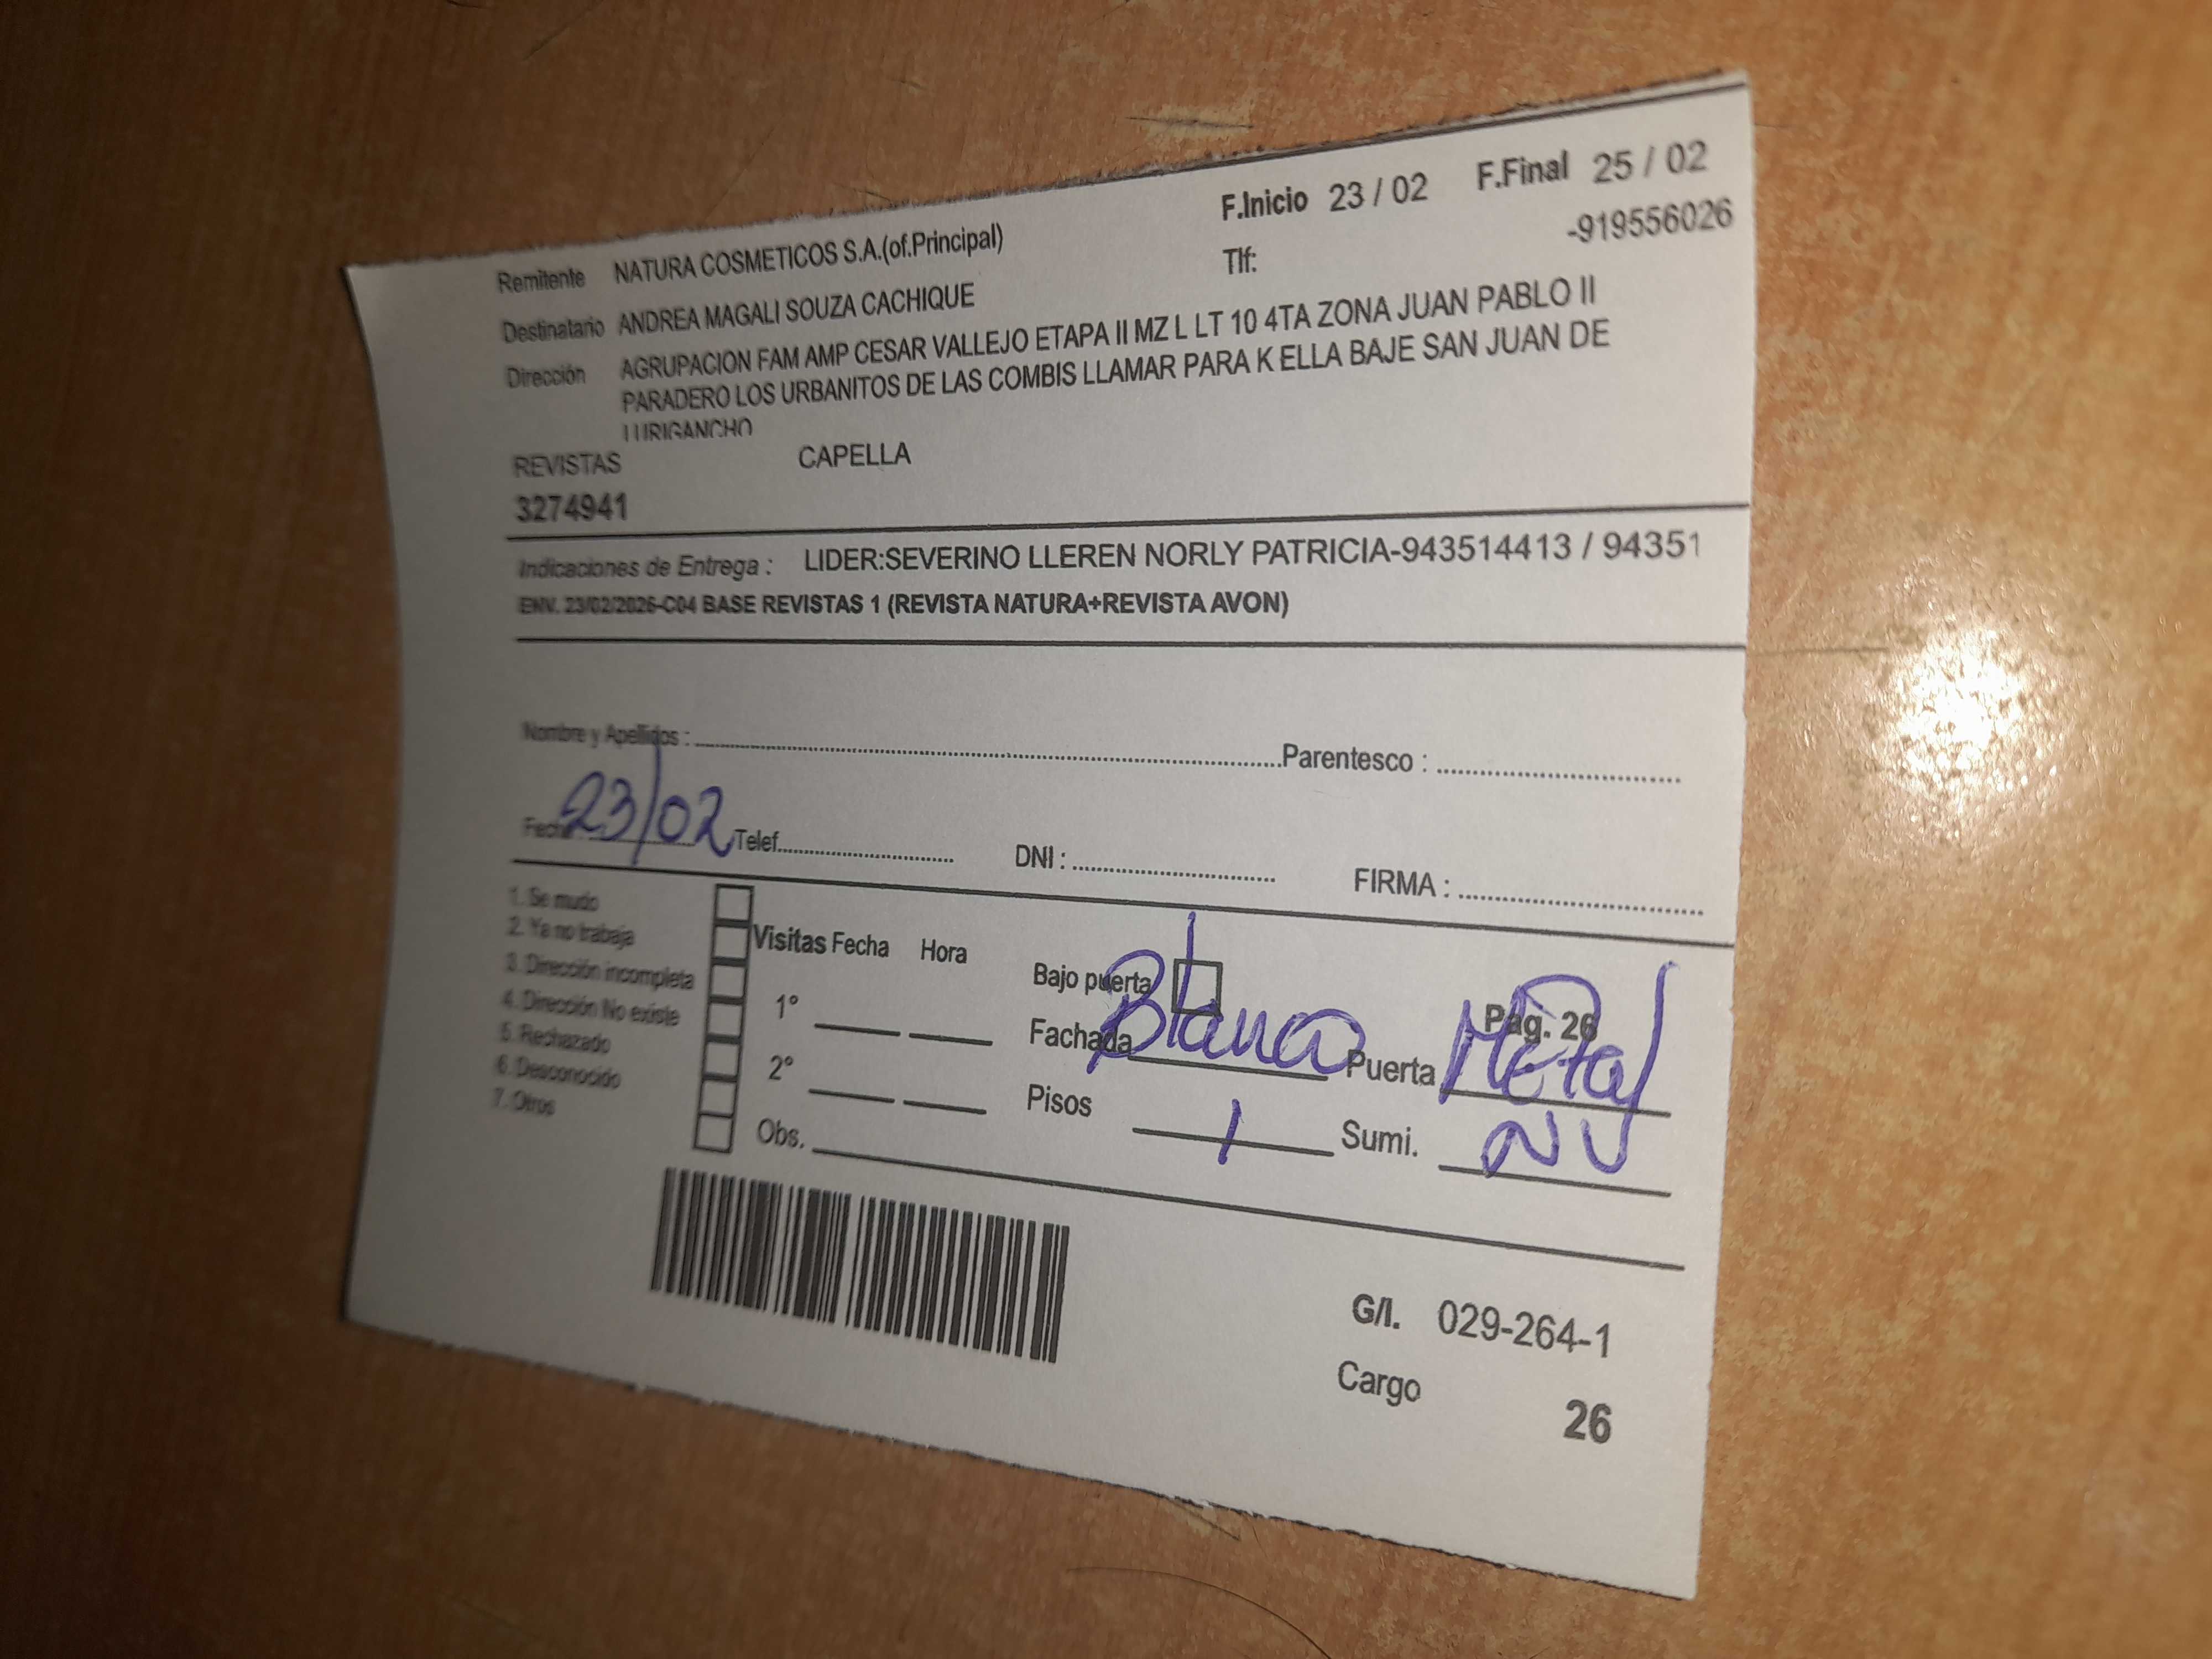 F.Inicio 23 / 02 F.Final 25 / 02
Remitente NATURA COSMETICOS S.A.(of.Principal) Tlf: -919556026
Destinatario ANDREA MAGALI SOUZA CACHIQUE
Dirección AGRUPACION FAM AMP CESAR VALLEJO ETAPA II MZ L LT 10 4TA ZONA JUAN PABLO II
PARADERO LOS URBANITOS DE LAS COMBIS LLAMAR PARA K ELLA BAJE SAN JUAN DE
LURIGANCHO
REVISTAS CAPELLA
3274941
Indicaciones de Entrega : LIDER:SEVERINO LLEREN NORLY PATRICIA-943514413 / 94351
ENV. 23/02/2026-C04 BASE REVISTAS 1 (REVISTA NATURA+REVISTA AVON)
Nombre y Apellidos : Parentesco :
Fecha 23/02 Telef. DNI : FIRMA :
1. Se mudo
2. Ya no trabaja
3. Dirección incompleta
4. Dirección No existe
5. Rechazado
6. Desconocido
7. Otros
Visitas Fecha Hora
1°
2°
Obs.
Bajo puerta Pág. 26
Fachada Blanco Puerta Metal
Pisos 1 Sumi.
G/I. 029-264-1
Cargo 26